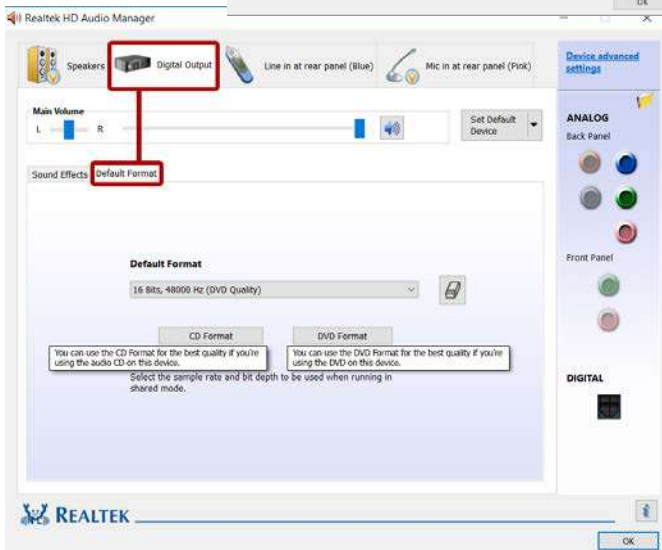 OK
Realtek HD Audio Manager
Speakers
Digital Output
Line in at rear panel (Blue)
Mic in at rear panel (Pink)
Device advanced
settings
Main Volume
L
R
Set Default
Device
ANALOG
Back Panel
Sound Effects
Default Format
Default Format
16 Bits, 48000 Hz (DVD Quality)
Front Panel
CD Format
DVD Format
You can use the CD Format for the best quality if you're
using the audio CD on this device.
You can use the DVD Format for the best quality if you're
using the DVD on this device.
Select the sample rate and bit depth to be used when running in
shared mode.
DIGITAL
REALTEK
i
OK